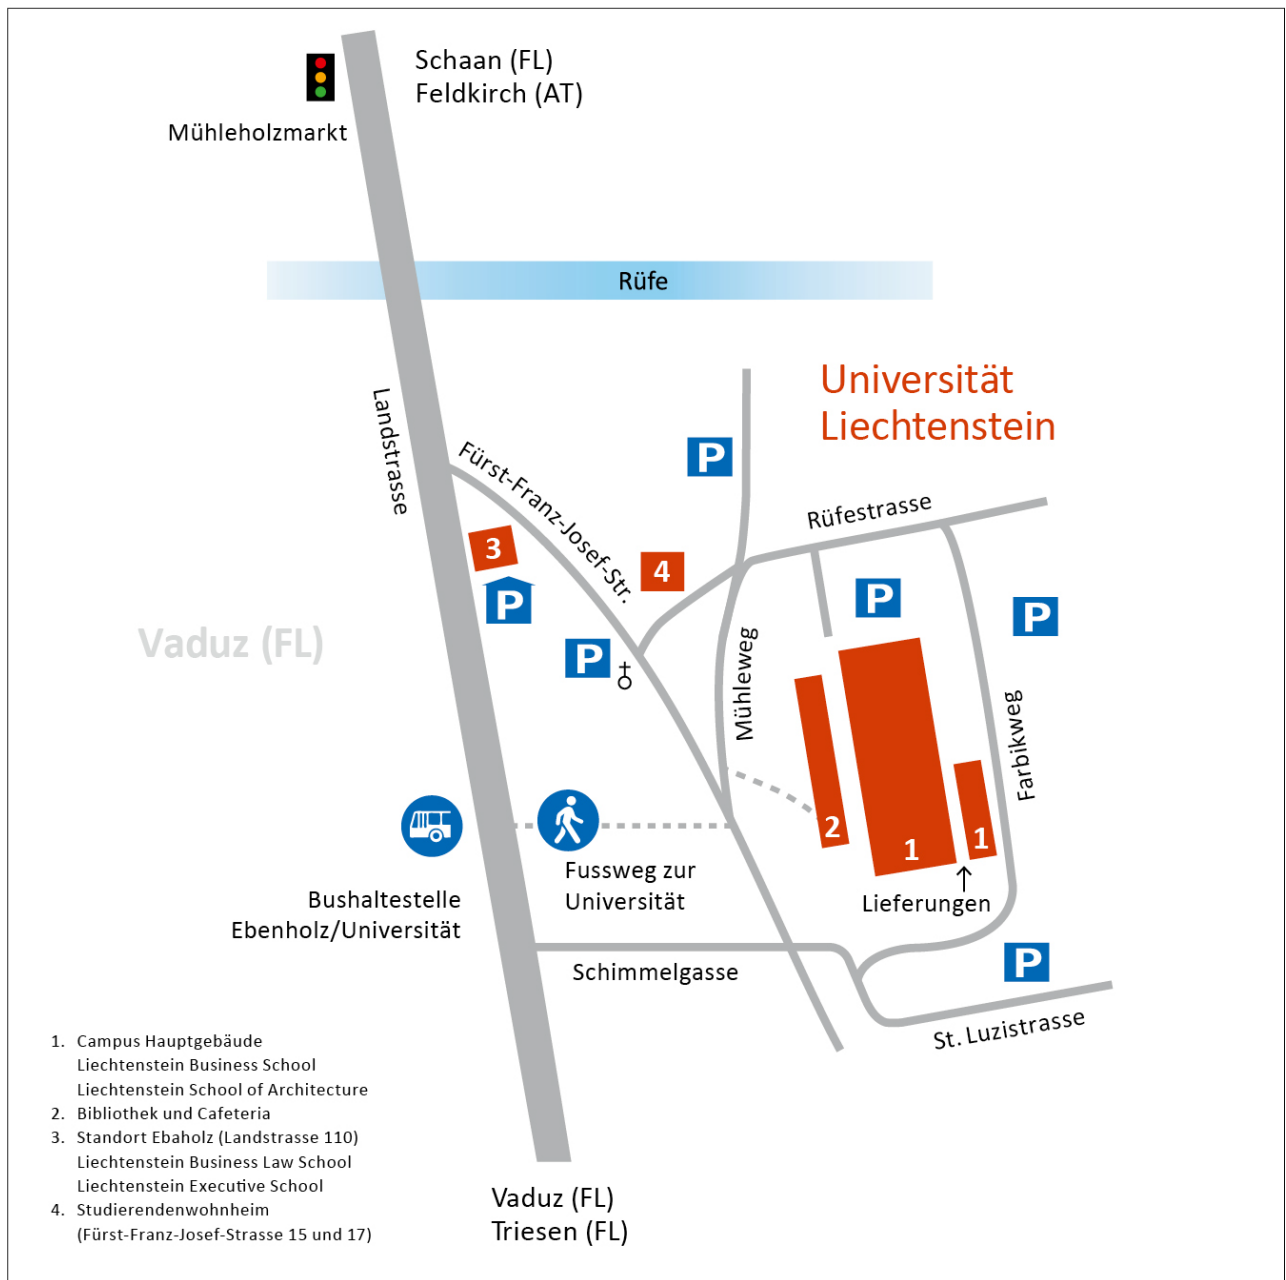 Schaan (FL)
Feldkirch (AT)
Mühleholzmarkt
Rüfe
Universität
Liechtenstein
Landstrasse
Fürst-Franz-Josef-Str.
P
Rüfestrasse
3
4
P
P
P
Vaduz (FL)
P
Mühleweg
Farbikweg
2
1
1
Fussweg zur
Universität
Bushaltestelle
Ebenholz/Universität
Lieferungen
Schimmelgasse
P
St. Luzistrasse
1. Campus Hauptgebäude
Liechtenstein Business School
Liechtenstein School of Architecture
2. Bibliothek und Cafeteria
3. Standort Ebaholz (Landstrasse 110)
Liechtenstein Business Law School
Liechtenstein Executive School
4. Studierendenwohnheim
(Fürst-Franz-Josef-Strasse 15 und 17)
Vaduz (FL)
Triesen (FL)